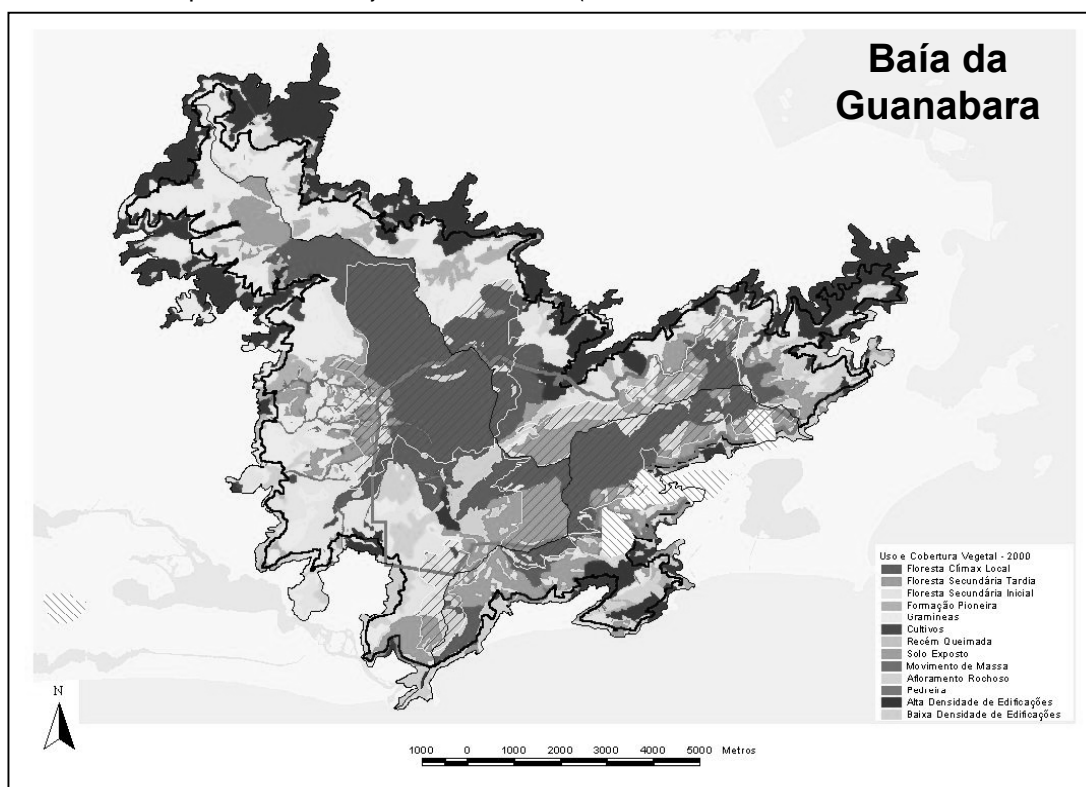 Baía da
Guanabara
Uso e Cobertura Vegetal - 2000
Floresta Clímax Local
Floresta Secundária Tardia
Floresta Secundária Inicial
Formação Pioneira
Gramíneas
Cultivos
Recém Queimada
Solo Exposto
Movimento de Massa
Afloramento Rochoso
Pedreira
Alta Densidade de Edificações
Baixa Densidade de Edificações
N
1000 0 1000 2000 3000 4000 5000 Metros